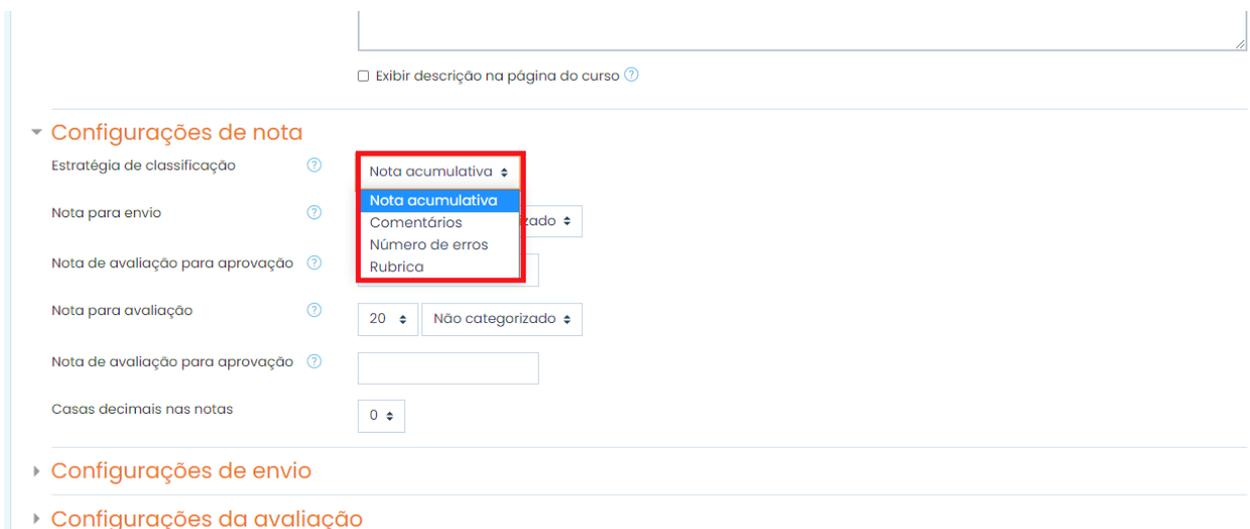 Exibir descrição na página do curso
Configurações de nota
Estratégia de classificação
Nota acumulativa
Nota acumulativa
Comentários
Número de erros
Rubrica
Nota para envio
Nota de avaliação para aprovação
Nota para avaliação
20 Não categorizado
Nota de avaliação para aprovação
Casas decimais nas notas
0
Configurações de envio
Configurações da avaliação